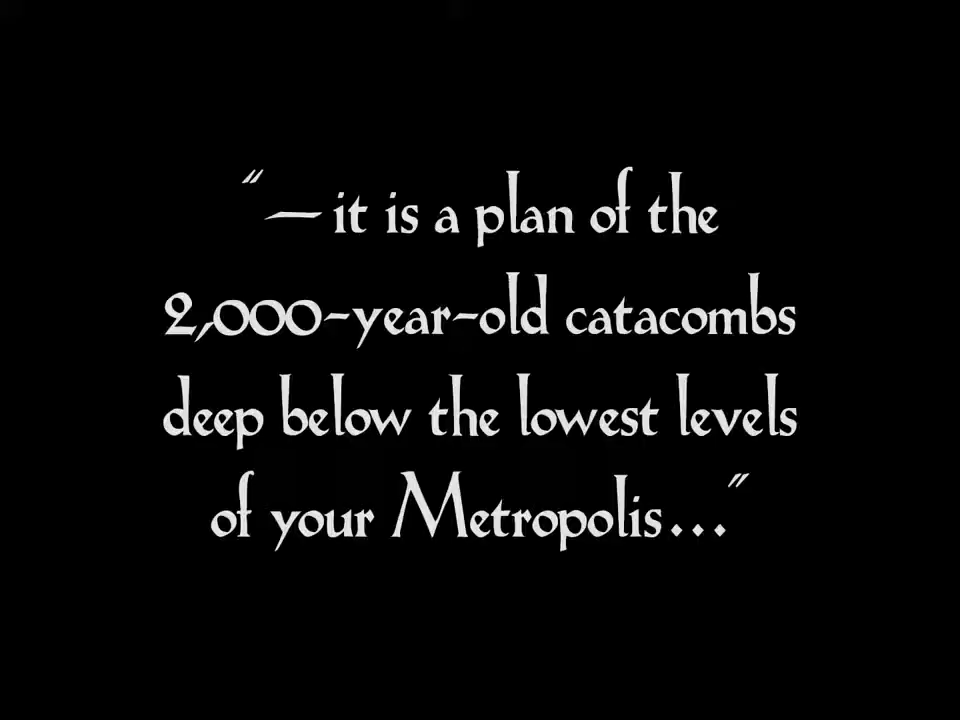 “—it is a plan of the
2,000-year-old catacombs
deep below the lowest levels
of your Metropolis...”